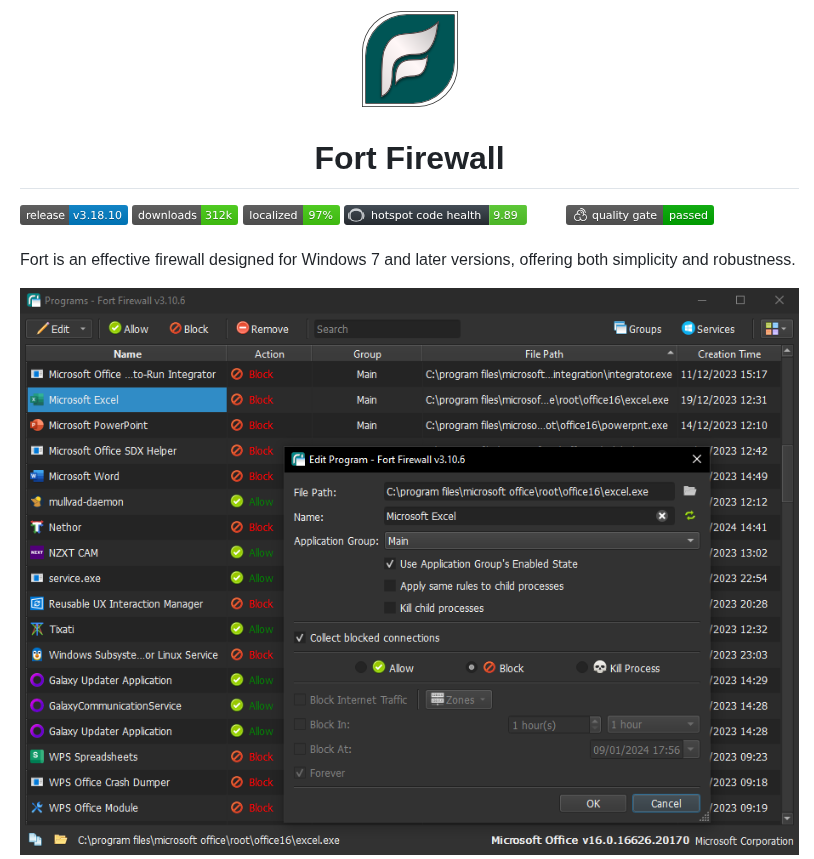 Fort Firewall
release v3.18.10 downloads 312k localized 97% hotspot code health 9.89 quality gate passed
Fort is an effective firewall designed for Windows 7 and later versions, offering both simplicity and robustness.
Programs - Fort Firewall v3.10.6
Edit Allow Block Remove Search Groups Services
Name Action Group File Path Creation Time
Microsoft Office ...to-Run Integrator Block Main C:\program files\microsoft...integration\integrator.exe 11/12/2023 15:17
Microsoft Excel Block Main C:\program files\microsof...e\root\office16\excel.exe 19/12/2023 12:31
Microsoft PowerPoint Block Main C:\program files\microso...ot\office16\powerpnt.exe 14/12/2023 12:10
Microsoft Office SDX Helper Block /2023 12:42
Microsoft Word Block /2023 14:49
mullvad-daemon Allow /2023 12:12
Nethor Block /2024 14:41
NZXT CAM Allow /2023 13:02
service.exe Allow /2023 22:54
Reusable UX Interaction Manager Block /2023 20:28
Tixati Allow /2023 12:32
Windows Subsyste...or Linux Service Block /2023 23:03
Galaxy Updater Application Allow /2023 14:29
GalaxyCommunicationService Allow /2023 14:28
Galaxy Updater Application Allow /2023 14:28
WPS Spreadsheets Block /2023 09:23
WPS Office Crash Dumper Block /2023 09:18
WPS Office Module Block /2023 09:19
Edit Program - Fort Firewall v3.10.6
File Path: C:\program files\microsoft office\root\office16\excel.exe
Name: Microsoft Excel
Application Group: Main
Use Application Group's Enabled State
Apply same rules to child processes
Kill child processes
Collect blocked connections
Allow Block Kill Process
Block Internet Traffic Zones
Block In: 1 hour(s) 1 hour
Block At: 09/01/2024 17:56
Forever
OK Cancel
C:\program files\microsoft office\root\office16\excel.exe Microsoft Office v16.0.16626.20170 Microsoft Corporation